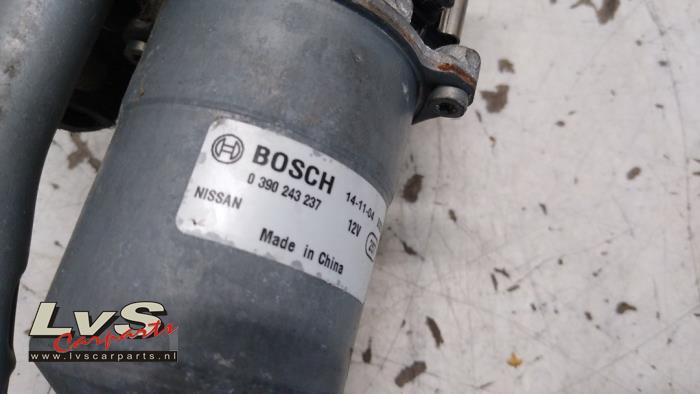 BOSCH
0 390 243 237
14-11-04
NISSAN
12V
Made in China
LvS
Carparts
www.lvscarparts.nl